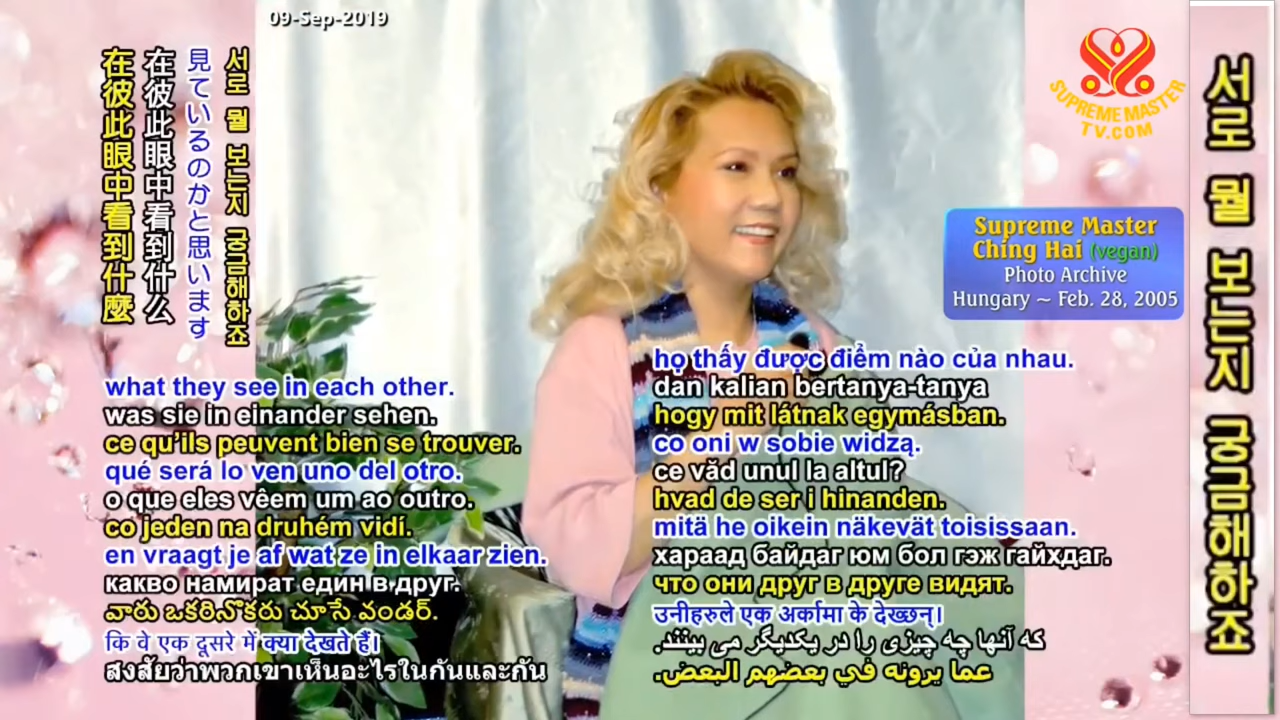 09-Sep-2019
서로 뭘 보는지 궁금해하죠
見ているのかと思います
在彼此眼中看到什么
在彼此眼中看到什麼
SUPREME MASTER
TV.COM
Supreme Master
Ching Hai (vegan)
Photo Archive
Hungary ~ Feb. 28, 2005
서로 뭘 보는지 궁금해하죠
what they see in each other.
was sie in einander sehen.
ce qu’ils peuvent bien se trouver.
qué será lo ven uno del otro.
o que eles vêem um ao outro.
co jeden na druhém vidí.
en vraagt je af wat ze in elkaar zien.
какво намират един в друг.
వారు ఒకరినొకరు చూసే వండర్.
कि वे एक दूसरे में क्या देखते हैं।
สงสัยว่าพวกเขาเห็นอะไรในกันและกัน
họ thấy được điểm nào của nhau.
dan kalian bertanya-tanya
hogy mit látnak egymásban.
co oni w sobie widzą.
ce văd unul la altul?
hvad de ser i hinanden.
mitä he oikein näkevät toisissaan.
хараад байдаг юм бол гэж гайхдаг.
что они друг в друге видят.
उनीहरुले एक अर्कामा के देख्छन्।
که آنها چه چیزی را در یکدیگر می بینند.
عما يرونه في بعضهم البعض.